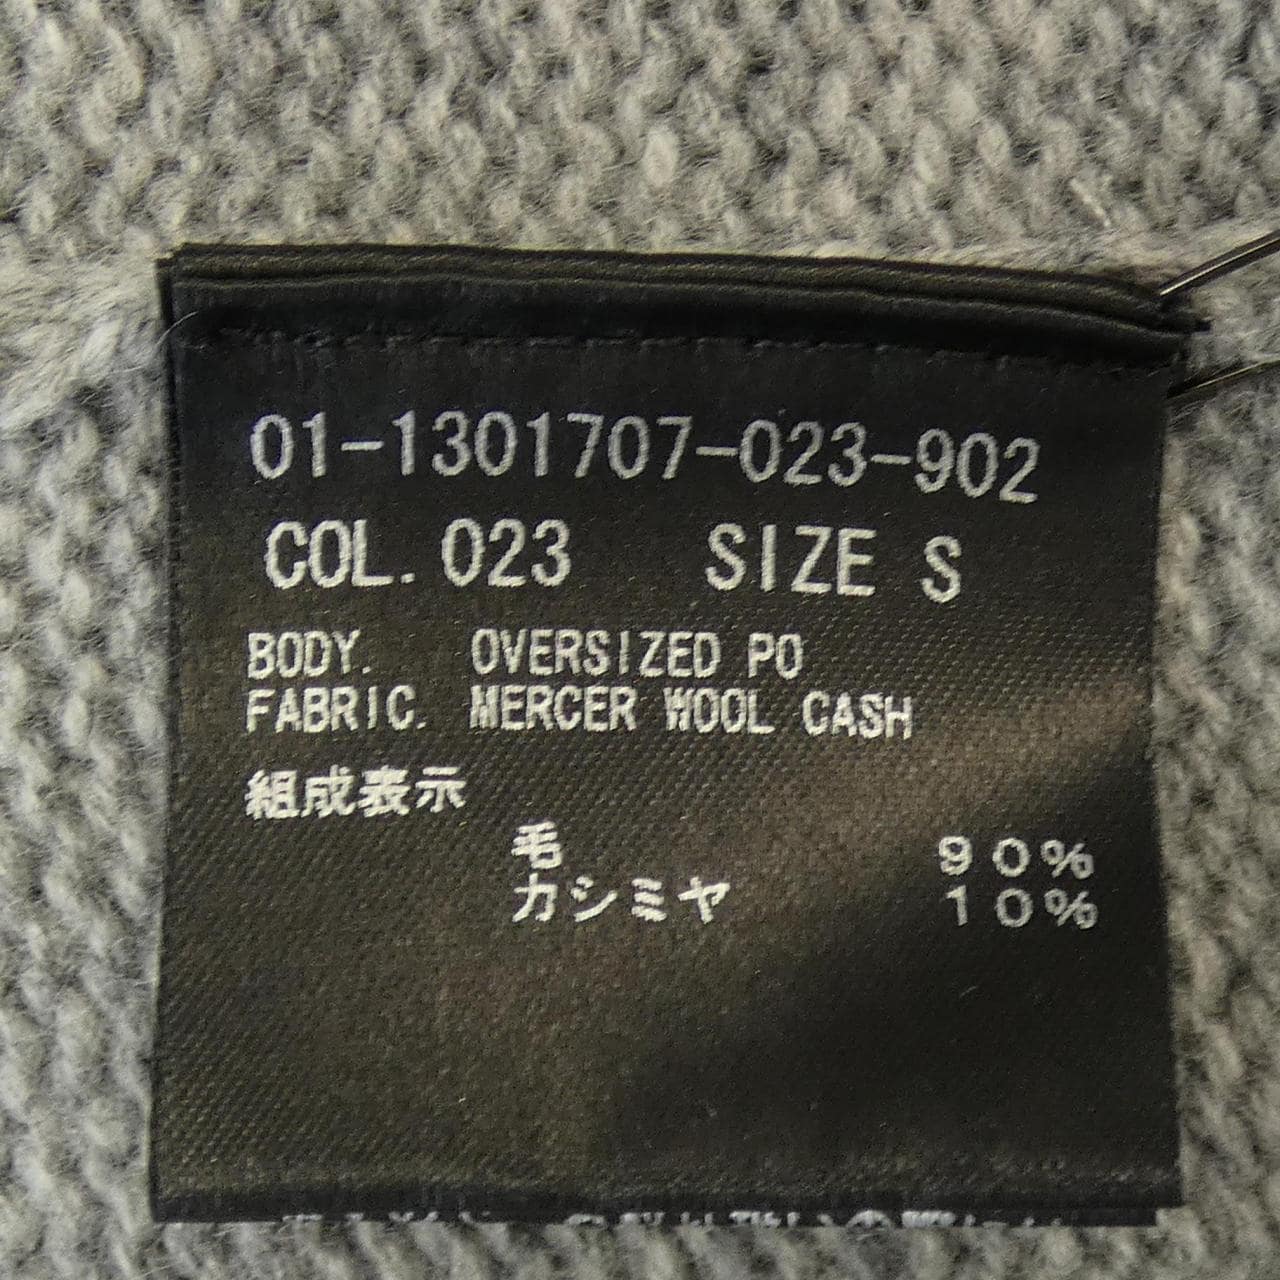 01-1301707-023-902
COL. 023 SIZE S
BODY. OVERSIZED PO
FABRIC. MERCER WOOL CASH
組成表示
毛 90%
カシミヤ 10%